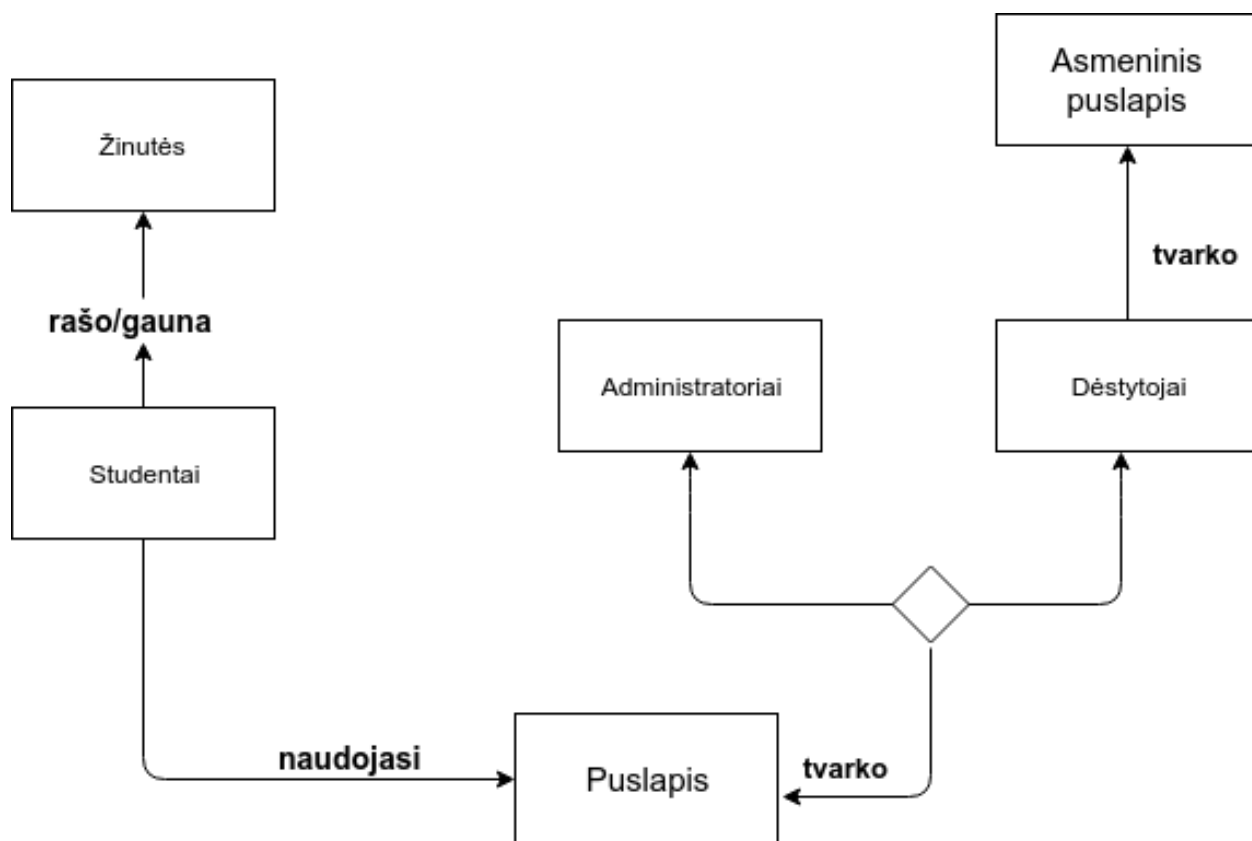 Asmeninis
puslapis
Žinutės
tvarko
rašo/gauna
Administratoriai
Dėstytojai
Studentai
naudojasi
Puslapis
tvarko